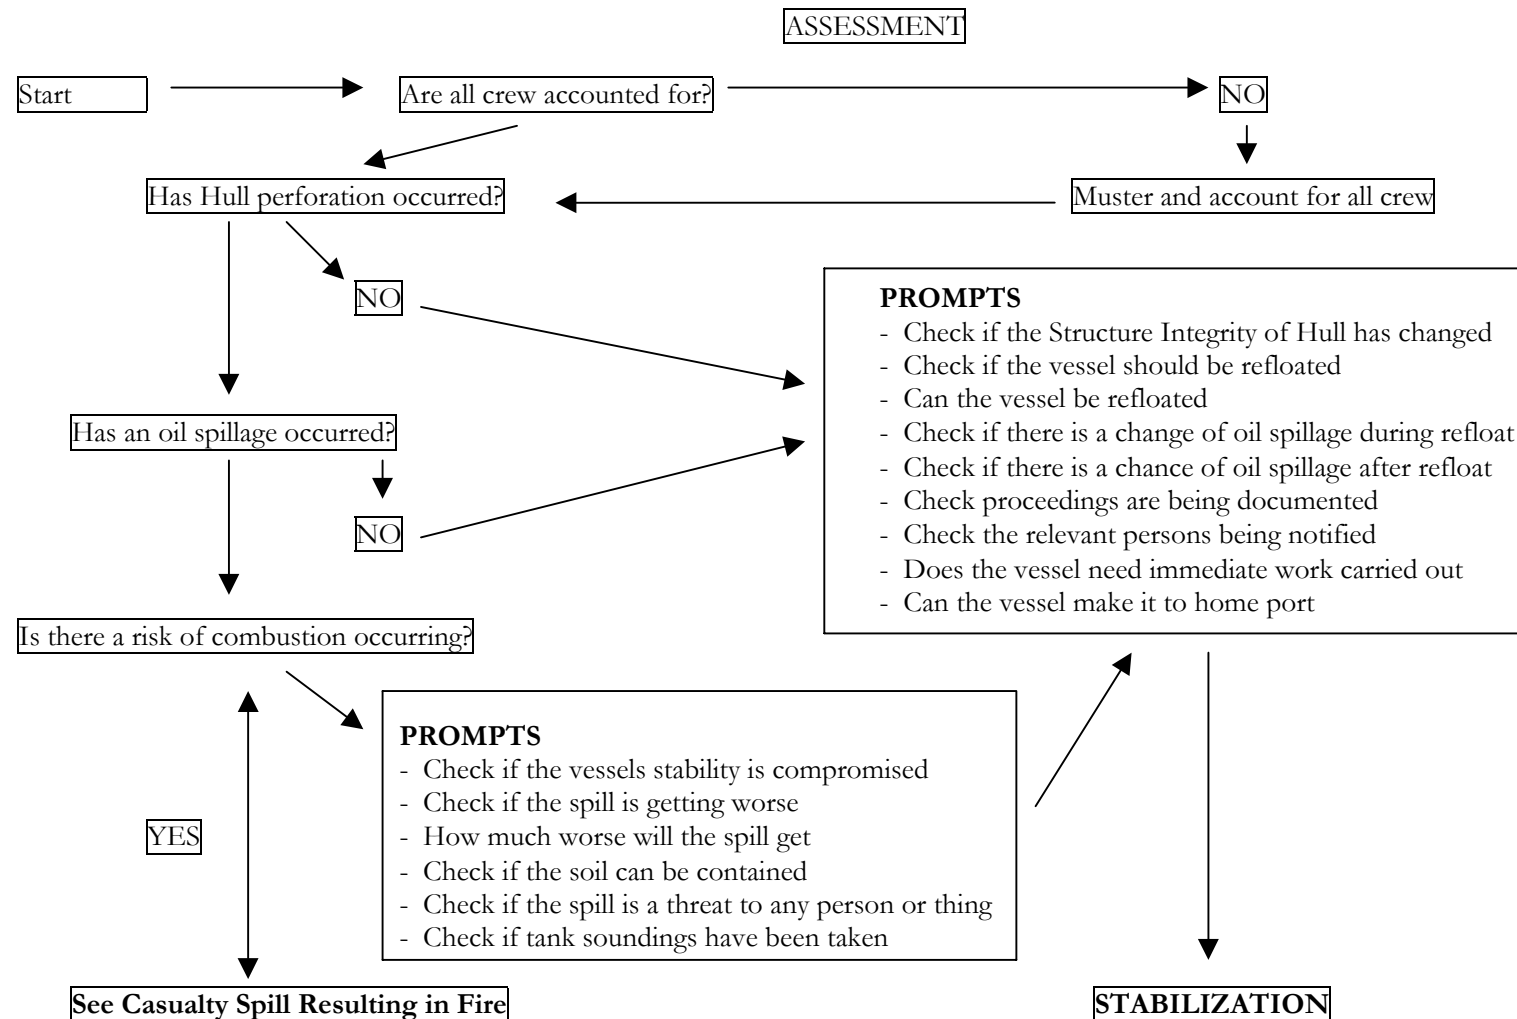 ASSESSMENT
Start
Are all crew accounted for?
NO
Has Hull perforation occurred?
Muster and account for all crew
NO
PROMPTS
- Check if the Structure Integrity of Hull has changed
- Check if the vessel should be refloated
- Can the vessel be refloated
- Check if there is a change of oil spillage during refloat
- Check if there is a chance of oil spillage after refloat
- Check proceedings are being documented
- Check the relevant persons being notified
- Does the vessel need immediate work carried out
- Can the vessel make it to home port
Has an oil spillage occurred?
NO
Is there a risk of combustion occurring?
PROMPTS
- Check if the vessels stability is compromised
- Check if the spill is getting worse
- How much worse will the spill get
- Check if the soil can be contained
- Check if the spill is a threat to any person or thing
- Check if tank soundings have been taken
YES
See Casualty Spill Resulting in Fire
STABILIZATION